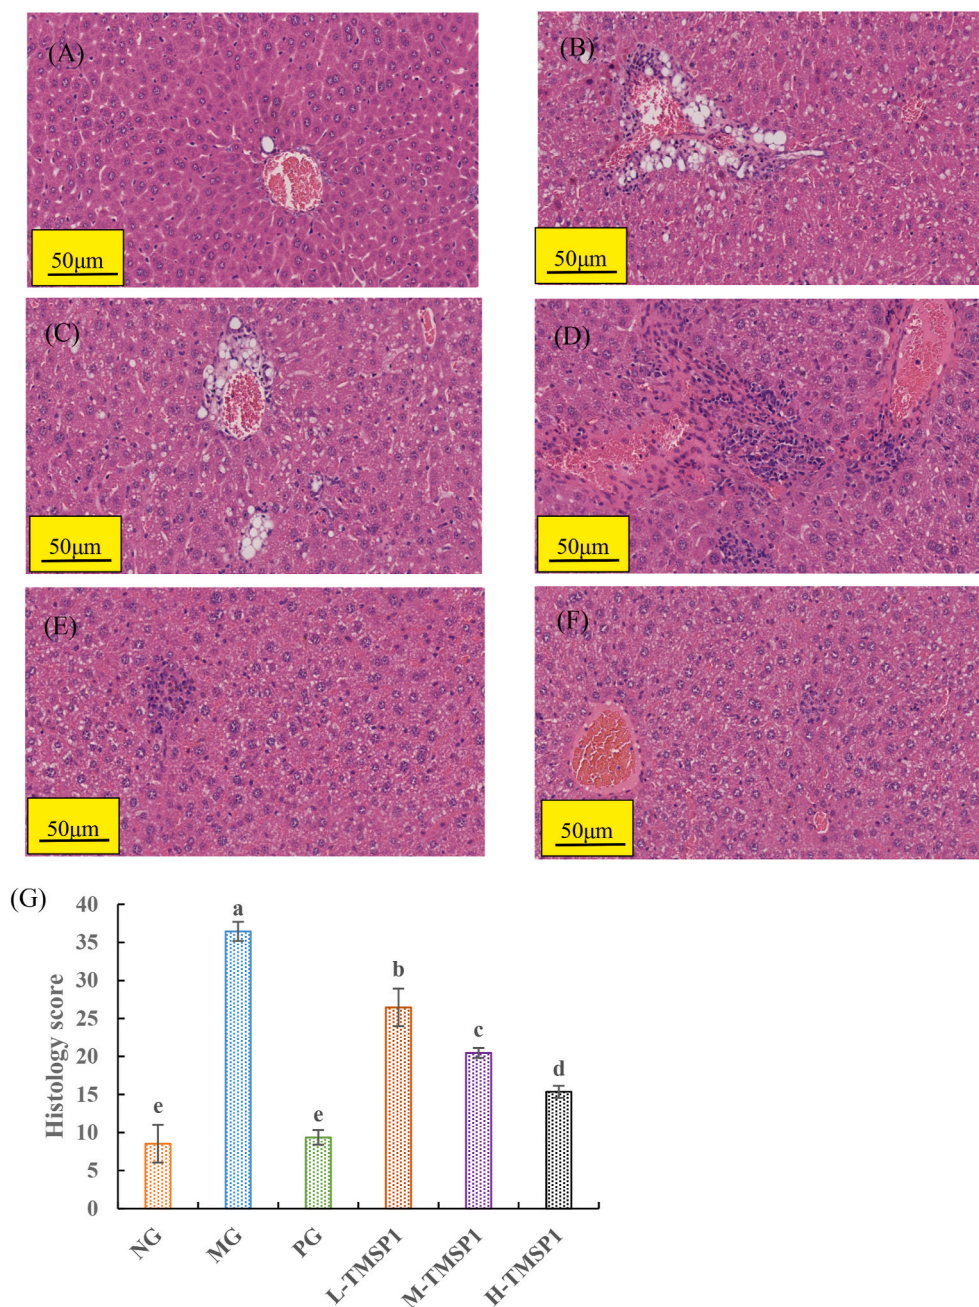 (A)
50μm
(B)
50μm
(C)
50μm
(D)
50μm
(E)
50μm
(F)
50μm
(G)
Histology score
40
35
30
25
20
15
10
5
0
e
a
e
b
c
d
NG
MG
PG
L-TMSP1
M-TMSP1
H-TMSP1